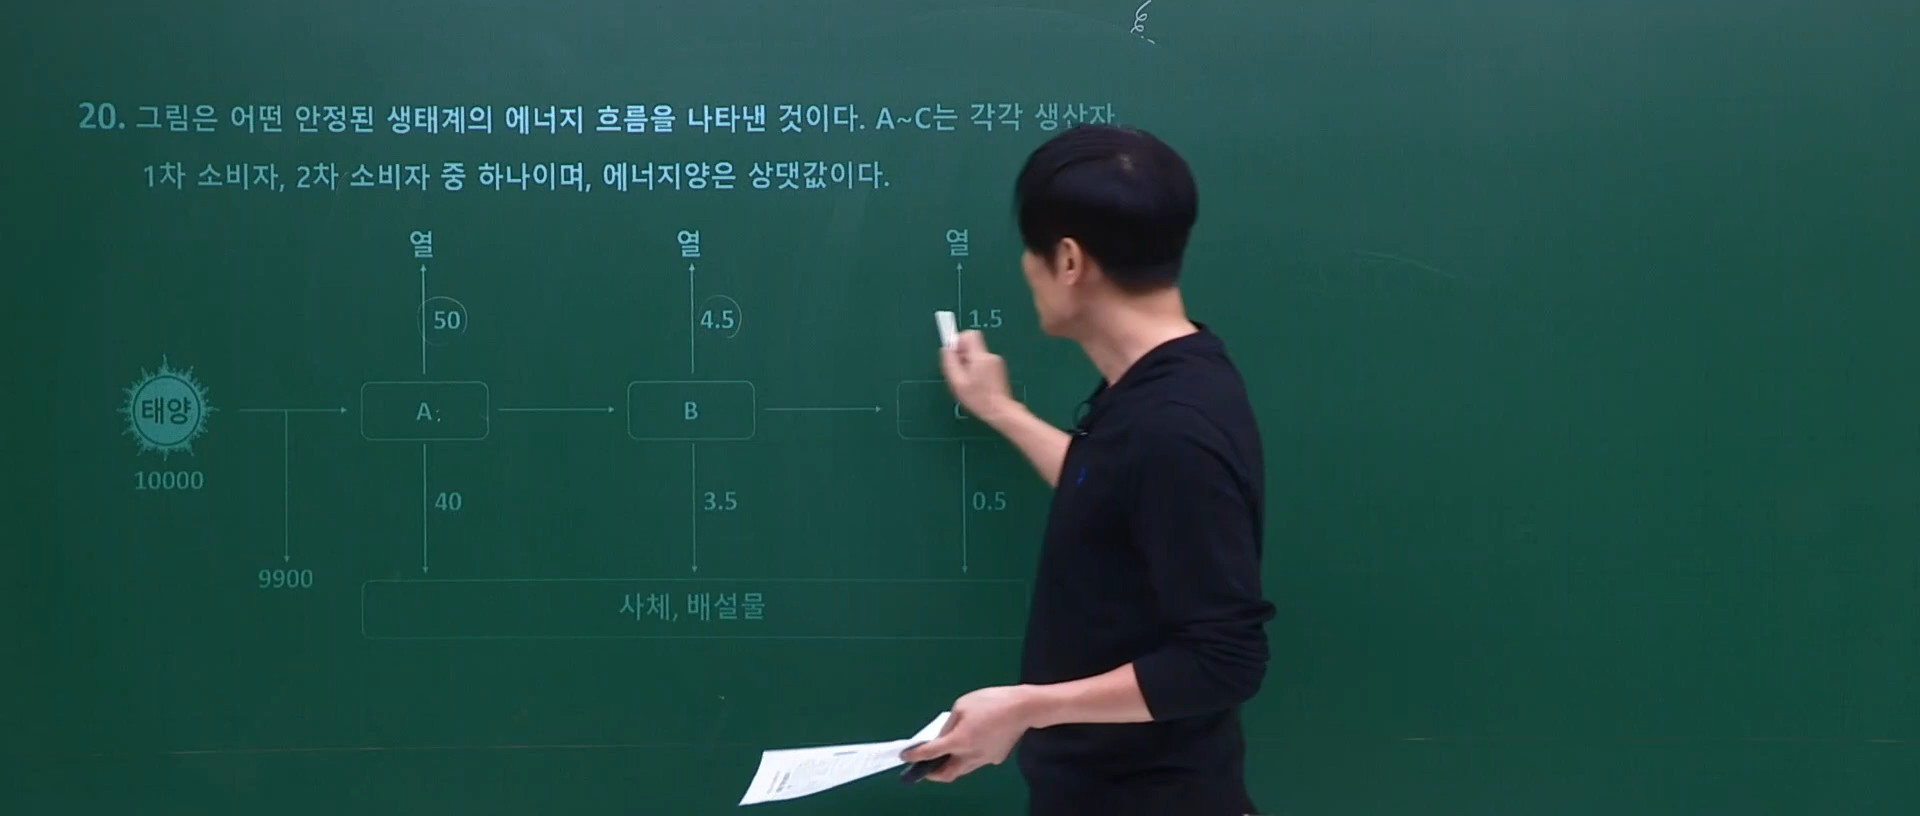 20. 그림은 어떤 안정된 생태계의 에너지 흐름을 나타낸 것이다. A~C는 각각 생산자,
1차 소비자, 2차 소비자 중 하나이며, 에너지양은 상댓값이다.
열 열 열
50 4.5 1.5
태양 A B C
10000
40 3.5 0.5
9900
사체, 배설물